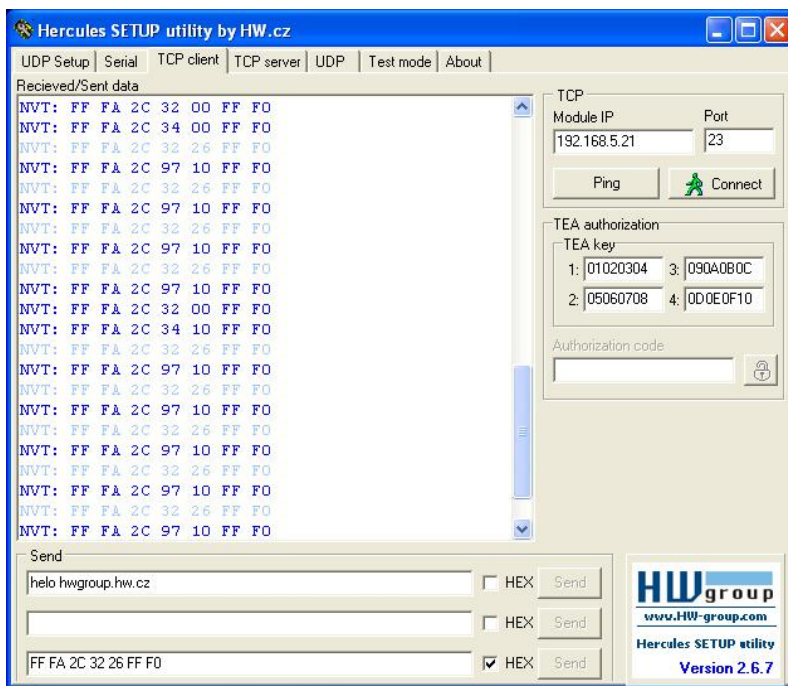 Hercules SETUP utility by HW.cz
UDP Setup Serial TCP client TCP server UDP Test mode About
Recieved/Sent data
NVT: FF FA 2C 32 00 FF F0
NVT: FF FA 2C 34 00 FF F0
NVT: FF FA 2C 32 26 FF F0
NVT: FF FA 2C 97 10 FF F0
NVT: FF FA 2C 32 26 FF F0
NVT: FF FA 2C 97 10 FF F0
NVT: FF FA 2C 32 26 FF F0
NVT: FF FA 2C 97 10 FF F0
NVT: FF FA 2C 32 26 FF F0
NVT: FF FA 2C 97 10 FF F0
NVT: FF FA 2C 32 00 FF F0
NVT: FF FA 2C 34 10 FF F0
NVT: FF FA 2C 32 26 FF F0
NVT: FF FA 2C 97 10 FF F0
NVT: FF FA 2C 32 26 FF F0
NVT: FF FA 2C 97 10 FF F0
NVT: FF FA 2C 32 26 FF F0
NVT: FF FA 2C 97 10 FF F0
NVT: FF FA 2C 32 26 FF F0
NVT: FF FA 2C 97 10 FF F0
NVT: FF FA 2C 32 26 FF F0
NVT: FF FA 2C 97 10 FF F0
TCP
Module IP Port
192.168.5.21 23
Ping Connect
TEA authorization
TEA key
1: 01020304 3: 090A0B0C
2: 05060708 4: 0D0E0F10
Authorization code
Send
helo hwgroup.hw.cz HEX Send
HEX Send
FF FA 2C 32 26 FF F0 HEX Send
HW group
www.HW-group.com
Hercules SETUP utility
Version 2.6.7